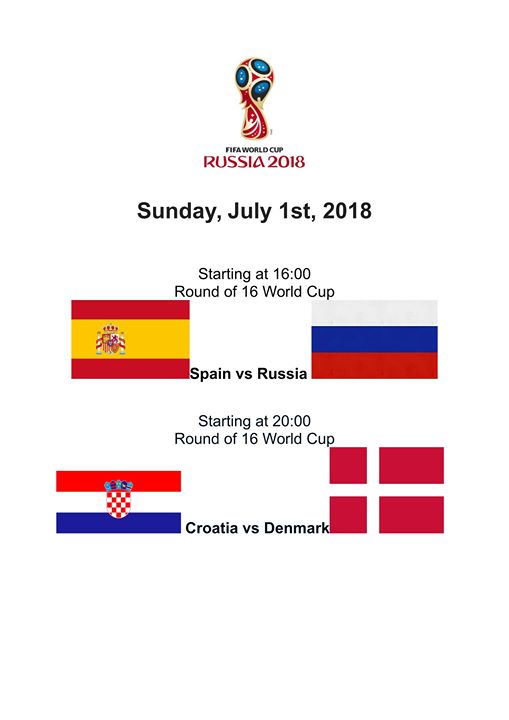 FIFA WORLD CUP
RUSSIA 2018
Sunday, July 1st, 2018
Starting at 16:00
Round of 16 World Cup
Spain vs Russia
Starting at 20:00
Round of 16 World Cup
Croatia vs Denmark